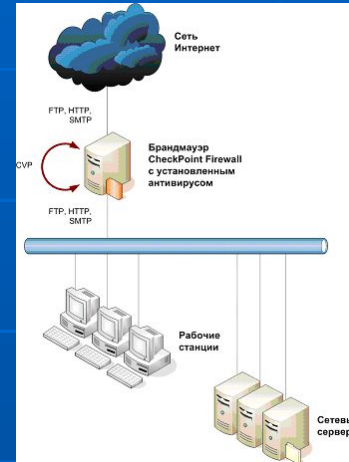 Сеть
Интернет
FTP, HTTP,
SMTP
Брандмауэр
CheckPoint Firewall
с установленным
антивирусом
CVP
FTP, HTTP,
SMTP
Рабочие
станции
Сетевы
сервер